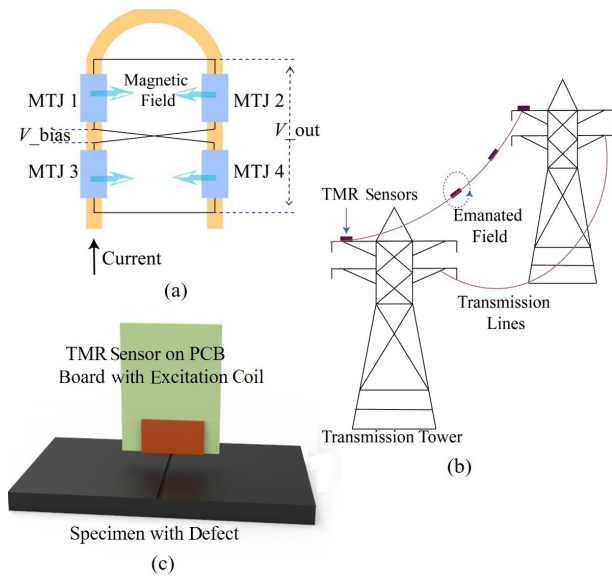 (a)
MTJ 1
Magnetic
Field
MTJ 2
V_bias
V_out
MTJ 3
MTJ 4
Current
(a)
TMR Sensors
Emanated
Field
Transmission
Lines
Transmission Tower
(b)
TMR Sensor on PCB
Board with Excitation Coil
Specimen with Defect
(c)